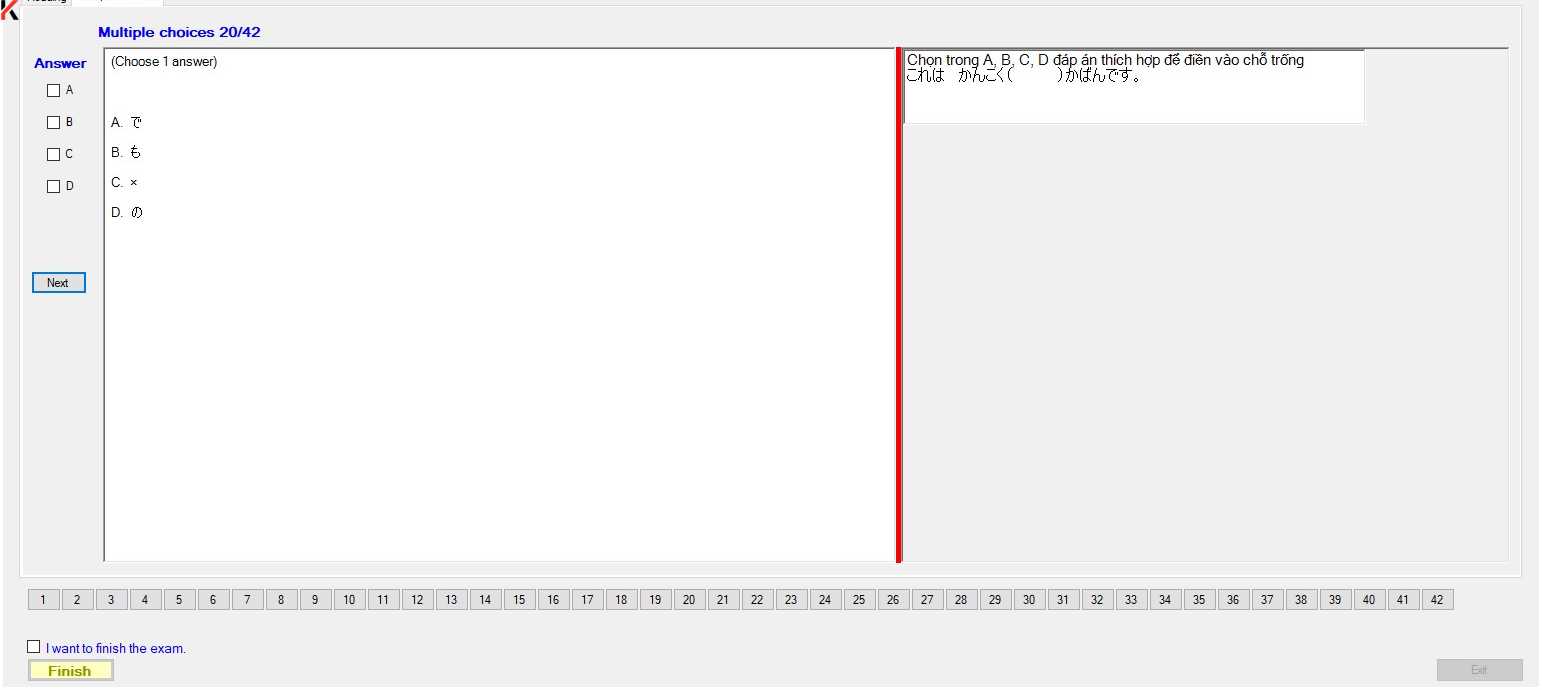 Multiple choices 20/42
Answer
(Choose 1 answer)
A
B
C
D
A. で
B. も
C. ×
D. の
Next
Chọn trong A, B, C, D đáp án thích hợp để điền vào chỗ trống
これは　かんこく(　　　)かばんです。
1 2 3 4 5 6 7 8 9 10 11 12 13 14 15 16 17 18 19 20 21 22 23 24 25 26 27 28 29 30 31 32 33 34 35 36 37 38 39 40 41 42
I want to finish the exam.
Finish
Exit